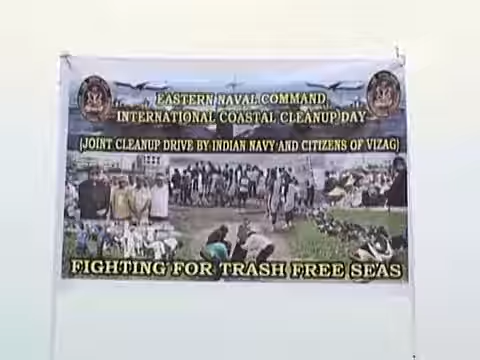 EASTERN NAVAL COMMAND
INTERNATIONAL COASTAL CLEANUP DAY
(JOINT CLEANUP DRIVE BY INDIAN NAVY AND CITIZENS OF VIZAG)
FIGHTING FOR TRASH FREE SEAS